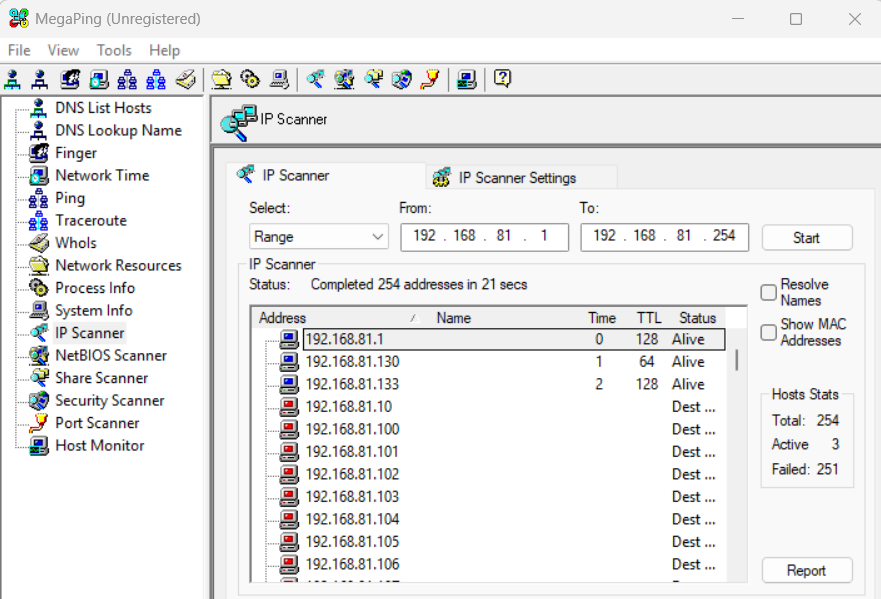 MegaPing (Unregistered)
File View Tools Help
DNS List Hosts
DNS Lookup Name
Finger
Network Time
Ping
Traceroute
WhoIs
Network Resources
Process Info
System Info
IP Scanner
NetBIOS Scanner
Share Scanner
Security Scanner
Port Scanner
Host Monitor
IP Scanner
IP Scanner IP Scanner Settings
Select: From: To:
Range 192 . 168 . 81 . 1 192 . 168 . 81 . 254 Start
IP Scanner
Status: Completed 254 addresses in 21 secs
Address Name Time TTL Status
192.168.81.1 0 128 Alive
192.168.81.130 1 64 Alive
192.168.81.133 2 128 Alive
192.168.81.10 Dest ...
192.168.81.100 Dest ...
192.168.81.101 Dest ...
192.168.81.102 Dest ...
192.168.81.103 Dest ...
192.168.81.104 Dest ...
192.168.81.105 Dest ...
192.168.81.106 Dest ...
Resolve
Names
Show MAC
Addresses
Hosts Stats
Total: 254
Active 3
Failed: 251
Report